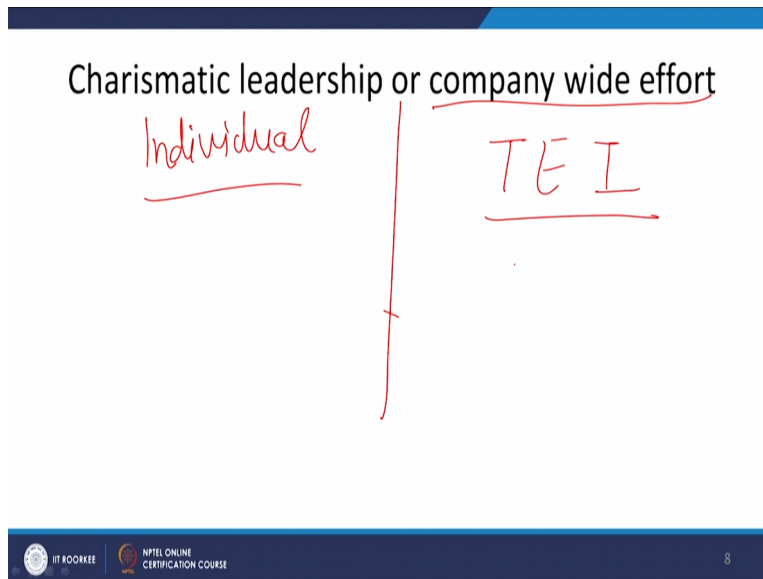 Charismatic leadership or company wide effort
Individual
TEI
IIT ROORKEE
NPTEL ONLINE
CERTIFICATION COURSE
8